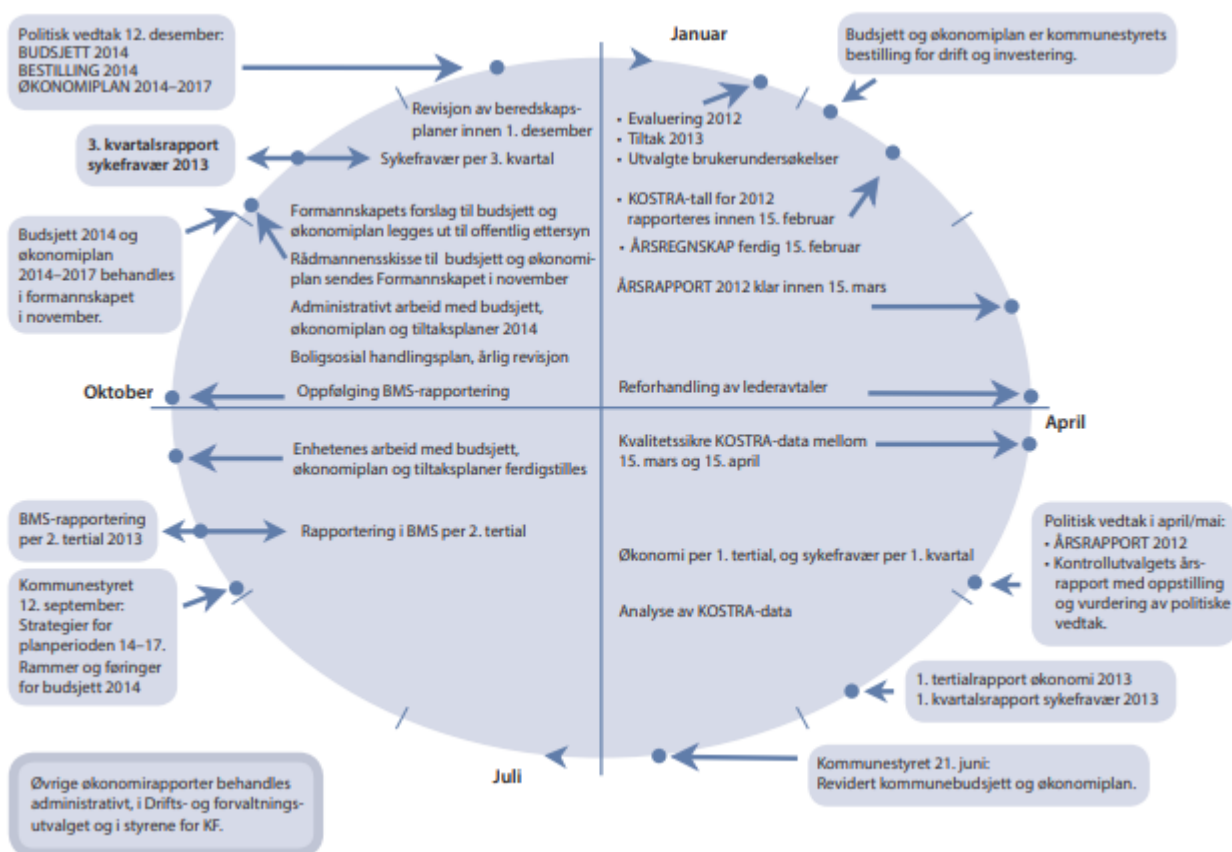 Politisk vedtak 12. desember:
BUDSJETT 2014
BESTILLING 2014
ØKONOMIPLAN 2014–2017
Januar
Budsjett og økonomiplan er kommunestyrets
bestilling for drift og investering.
Revisjon av beredskaps-
planer innen 1. desember
3. kvartalsrapport
sykefravær 2013
Sykefravær per 3. kvartal
• Evaluering 2012
• Tiltak 2013
• Utvalgte brukerundersøkelser
• KOSTRA-tall for 2012
rapporteres innen 15. februar
• ÅRSREGNSKAP ferdig 15. februar
ÅRSRAPPORT 2012 klar innen 15. mars
Budsjett 2014 og
økonomiplan
2014–2017 behandles
i formannskapet
i november.
Formannskapets forslag til budsjett og
økonomiplan legges ut til offentlig ettersyn
Rådmannensskisse til budsjett og økonomi-
plan sendes Formannskapet i november
Administrativt arbeid med budsjett,
økonomiplan og tiltaksplaner 2014
Boligsosial handlingsplan, årlig revisjon
Oktober
Oppfølging BMS-rapportering
Reforhandling av lederavtaler
April
Enhetenes arbeid med budsjett,
økonomiplan og tiltaksplaner ferdigstilles
Kvalitetssikre KOSTRA-data mellom
15. mars og 15. april
BMS-rapportering
per 2. tertial 2013
Rapportering i BMS per 2. tertial
Økonomi per 1. tertial, og sykefravær per 1. kvartal
Politisk vedtak i april/mai:
• ÅRSRAPPORT 2012
• Kontrollutvalgets års-
rapport med oppstilling
og vurdering av politiske
vedtak.
Kommunestyret
12. september:
Strategier for
planperioden 14–17.
Rammer og føringer
for budsjett 2014
Analyse av KOSTRA-data
1. tertialrapport økonomi 2013
1. kvartalsrapport sykefravær 2013
Juli
Kommunestyret 21. juni:
Revidert kommunebudsjett og økonomiplan.
Øvrige økonomirapporter behandles
administrativt, i Drifts- og forvaltnings-
utvalget og i styrene for KF.